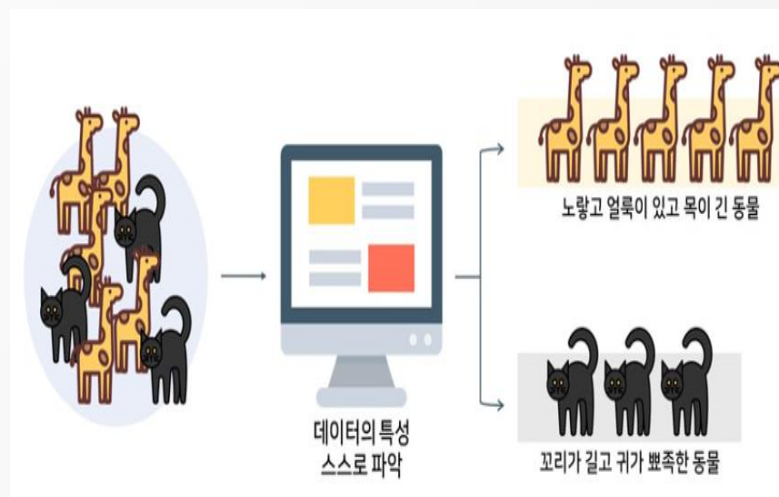 노랗고 얼룩이 있고 목이 긴 동물
데이터의 특성
스스로 파악
꼬리가 길고 귀가 뾰족한 동물